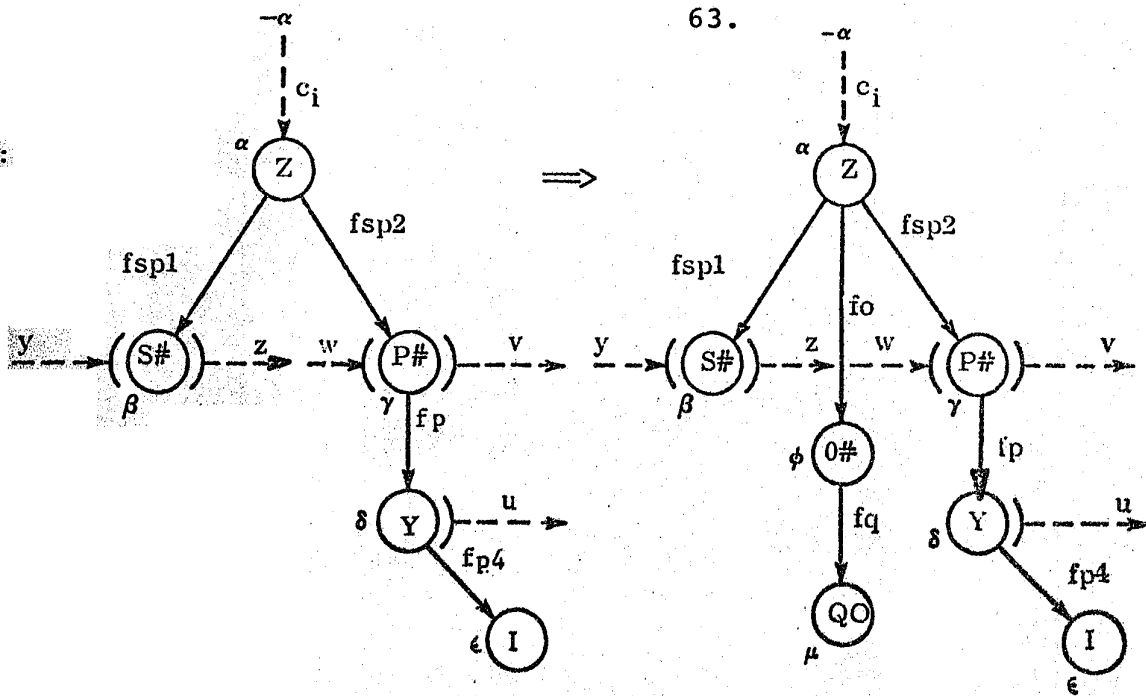 63.
-α
c_i
α
Z
fsp1
fsp2
y
S#
β
z
w
P#
γ
v
fp
δ
Y
u
fp4
ϵ
I
:
⟹
-α
c_i
α
Z
fsp1
fo
fsp2
y
S#
β
z
w
P#
γ
v
φ
0#
fp
fq
δ
Y
u
fp4
QO
μ
I
ϵ